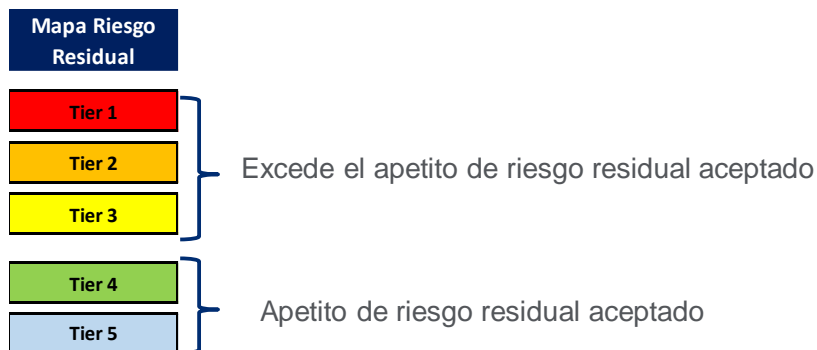 Mapa Riesgo
Residual
Tier 1
Tier 2
Tier 3
Excede el apetito de riesgo residual aceptado
Tier 4
Tier 5
Apetito de riesgo residual aceptado